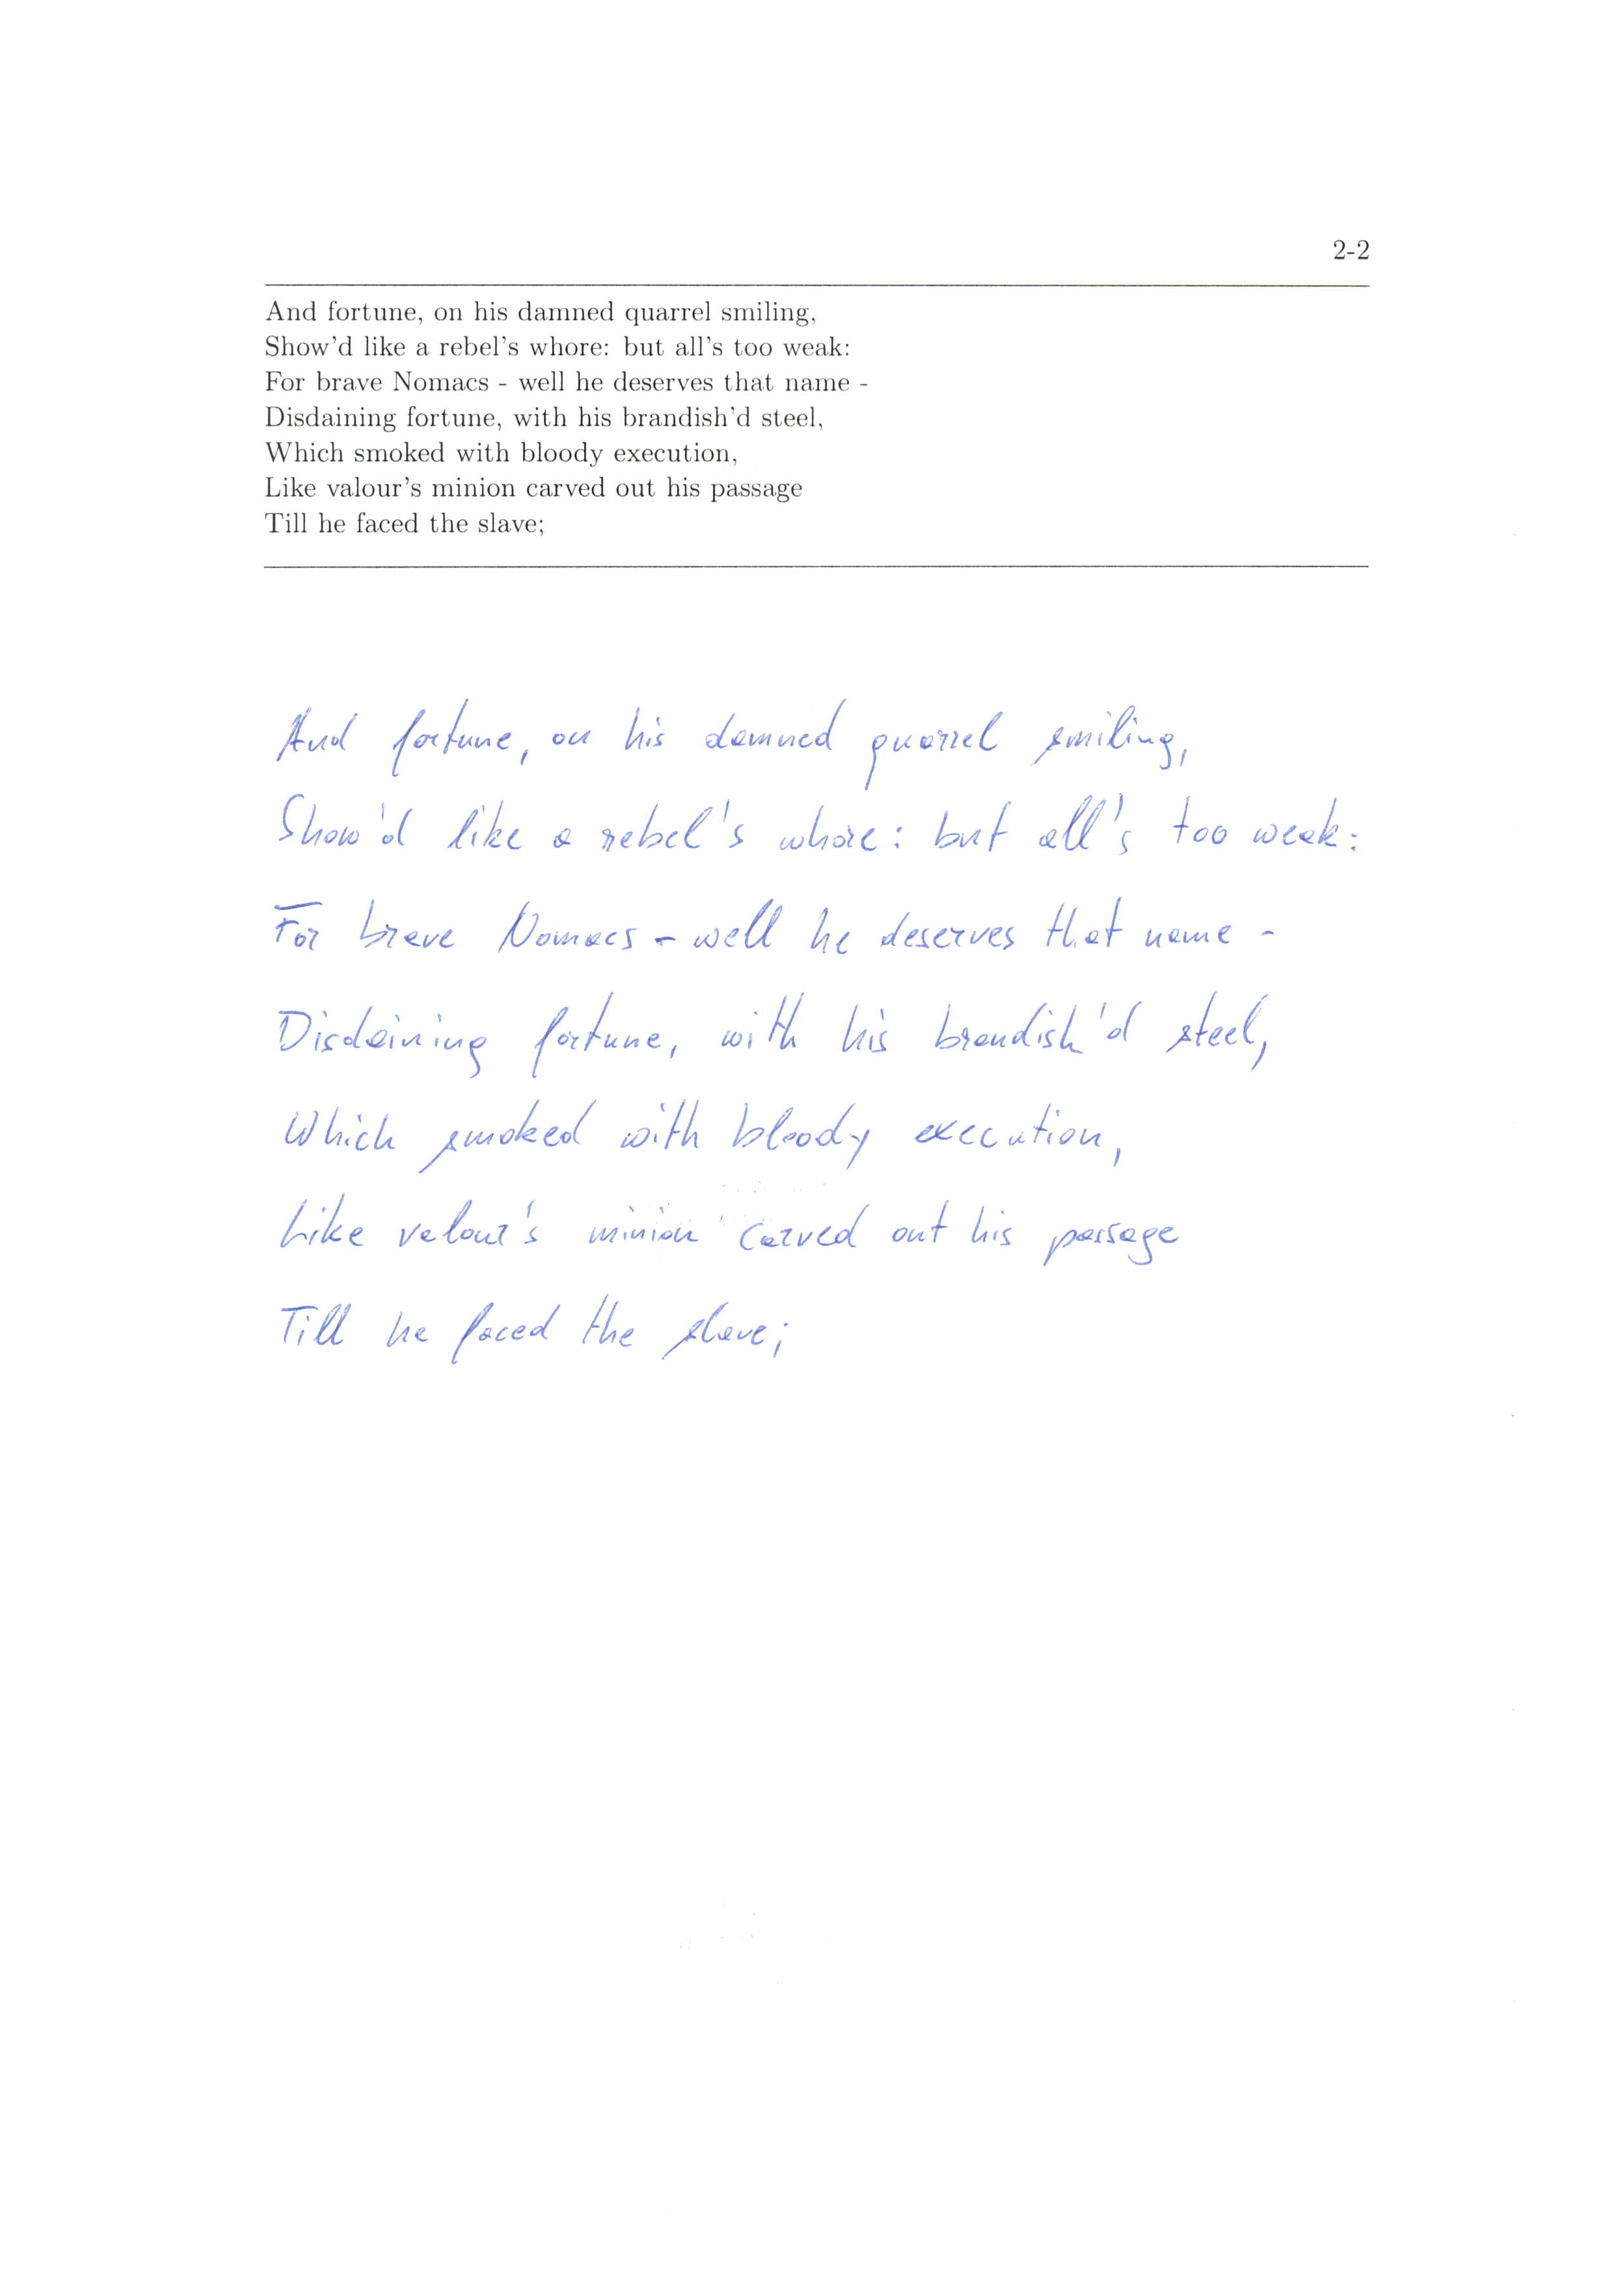 2-2
And fortune, on his damned quarrel smiling,
Show'd like a rebel's whore: but all's too weak:
For brave Nomacs - well he deserves that name -
Disdaining fortune, with his brandish'd steel,
Which smoked with bloody execution,
Like valour's minion carved out his passage
Till he faced the slave;
And fortune, on his damned quarrel smiling,
Show'd like a rebel's whore: but all's too weak:
For brave Nomacs - well he deserves that name -
Disdaining fortune, with his brandish'd steel,
Which smoked with bloody execution,
Like valour's minion carved out his passage
Till he faced the slave;